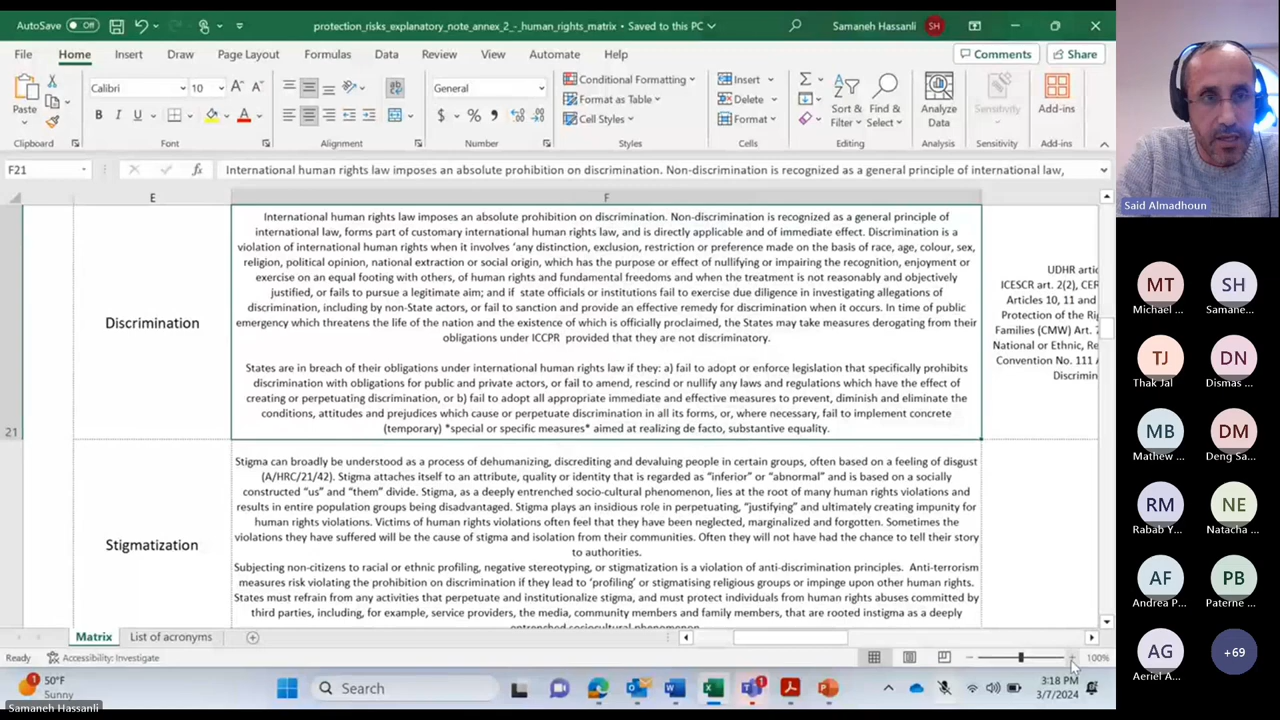 AutoSave Off
protection_risks_explanatory_note_annex_2_-_human_rights_matrix • Saved to this PC
Samaneh Hassanli SH
File Home Insert Draw Page Layout Formulas Data Review View Automate Help
Comments Share
Paste
Calibri 10
B I U
General
Conditional Formatting
Format as Table
Cell Styles
Insert
Delete
Format
Sort & Filter
Find & Select
Analyze Data
Sensitivity
Add-ins
Clipboard Font Alignment Number Styles Cells Editing Analysis Sensitivity Add-ins
F21
International human rights law imposes an absolute prohibition on discrimination. Non-discrimination is recognized as a general principle of international law,
E F
21
Discrimination
International human rights law imposes an absolute prohibition on discrimination. Non-discrimination is recognized as a general principle of
international law, forms part of customary international human rights law, and is directly applicable and of immediate effect. Discrimination is a
violation of international human rights when it involves ‘any distinction, exclusion, restriction or preference made on the basis of race, age, colour, sex,
religion, political opinion, national extraction or social origin, which has the purpose or effect of nullifying or impairing the recognition, enjoyment or
exercise on an equal footing with others, of human rights and fundamental freedoms and when the treatment is not reasonably and objectively
justified, or fails to pursue a legitimate aim; and if state officials or institutions fail to exercise due diligence in investigating allegations of
discrimination, including by non-State actors, or fail to sanction and provide an effective remedy for discrimination when it occurs. In time of public
emergency which threatens the life of the nation and the existence of which is officially proclaimed, the States may take measures derogating from their
obligations under ICCPR provided that they are not discriminatory.
States are in breach of their obligations under international human rights law if they: a) fail to adopt or enforce legislation that specifically prohibits
discrimination with obligations for public and private actors, or fail to amend, rescind or nullify any laws and regulations which have the effect of
creating or perpetuating discrimination, or b) fail to adopt all appropriate immediate and effective measures to prevent, diminish and eliminate the
conditions, attitudes and prejudices which cause or perpetuate discrimination in all its forms, or, where necessary, fail to implement concrete
(temporary) *special or specific measures* aimed at realizing de facto, substantive equality.
UDHR artic
ICESCR art. 2(2), CER
Articles 10, 11 and
Protection of the Rig
Families (CMW) Art. 7
National or Ethnic, Re
Convention No. 111
Discrimin
Stigmatization
Stigma can broadly be understood as a process of dehumanizing, discrediting and devaluing people in certain groups, often based on a feeling of disgust
(A/HRC/21/42). Stigma attaches itself to an attribute, quality or identity that is regarded as “inferior” or “abnormal” and is based on a socially
constructed “us” and “them” divide. Stigma, as a deeply entrenched socio-cultural phenomenon, lies at the root of many human rights violations and
results in entire population groups being disadvantaged. Stigma plays an insidious role in perpetuating, “justifying” and ultimately creating impunity for
human rights violations. Victims of human rights violations often feel that they have been neglected, marginalized and forgotten. Sometimes the
violations they have suffered will be the cause of stigma and isolation from their communities. Often they will not have had the chance to tell their story
to authorities.
Subjecting non-citizens to racial or ethnic profiling, negative stereotyping, or stigmatization is a violation of anti-discrimination principles. Anti-terrorism
measures risk violating the prohibition on discrimination if they lead to ‘profiling’ or stigmatising religious groups or impinge upon other human rights.
States must refrain from any activities that perpetuate and institutionalize stigma, and must protect individuals from human rights abuses committed by
third parties, including, for example, service providers, the media, community members and family members, that are rooted instigma as a deeply
entrenched sociocultural phenomenon.
Matrix List of acronyms
Ready Accessibility: Investigate 100%
1 50°F
Sunny
Search
1
3:18 PM
3/7/2024
Samaneh Hassanli
Said Almadhoun
MT SH
Michael ... Samane...
TJ DN
Thak Jal Dismas ...
MB DM
Mathew ... Deng Sa...
RM NE
Rabab Y... Natacha ...
AF PB
Andrea P... Paterne ...
AG +69
Aeriel A...